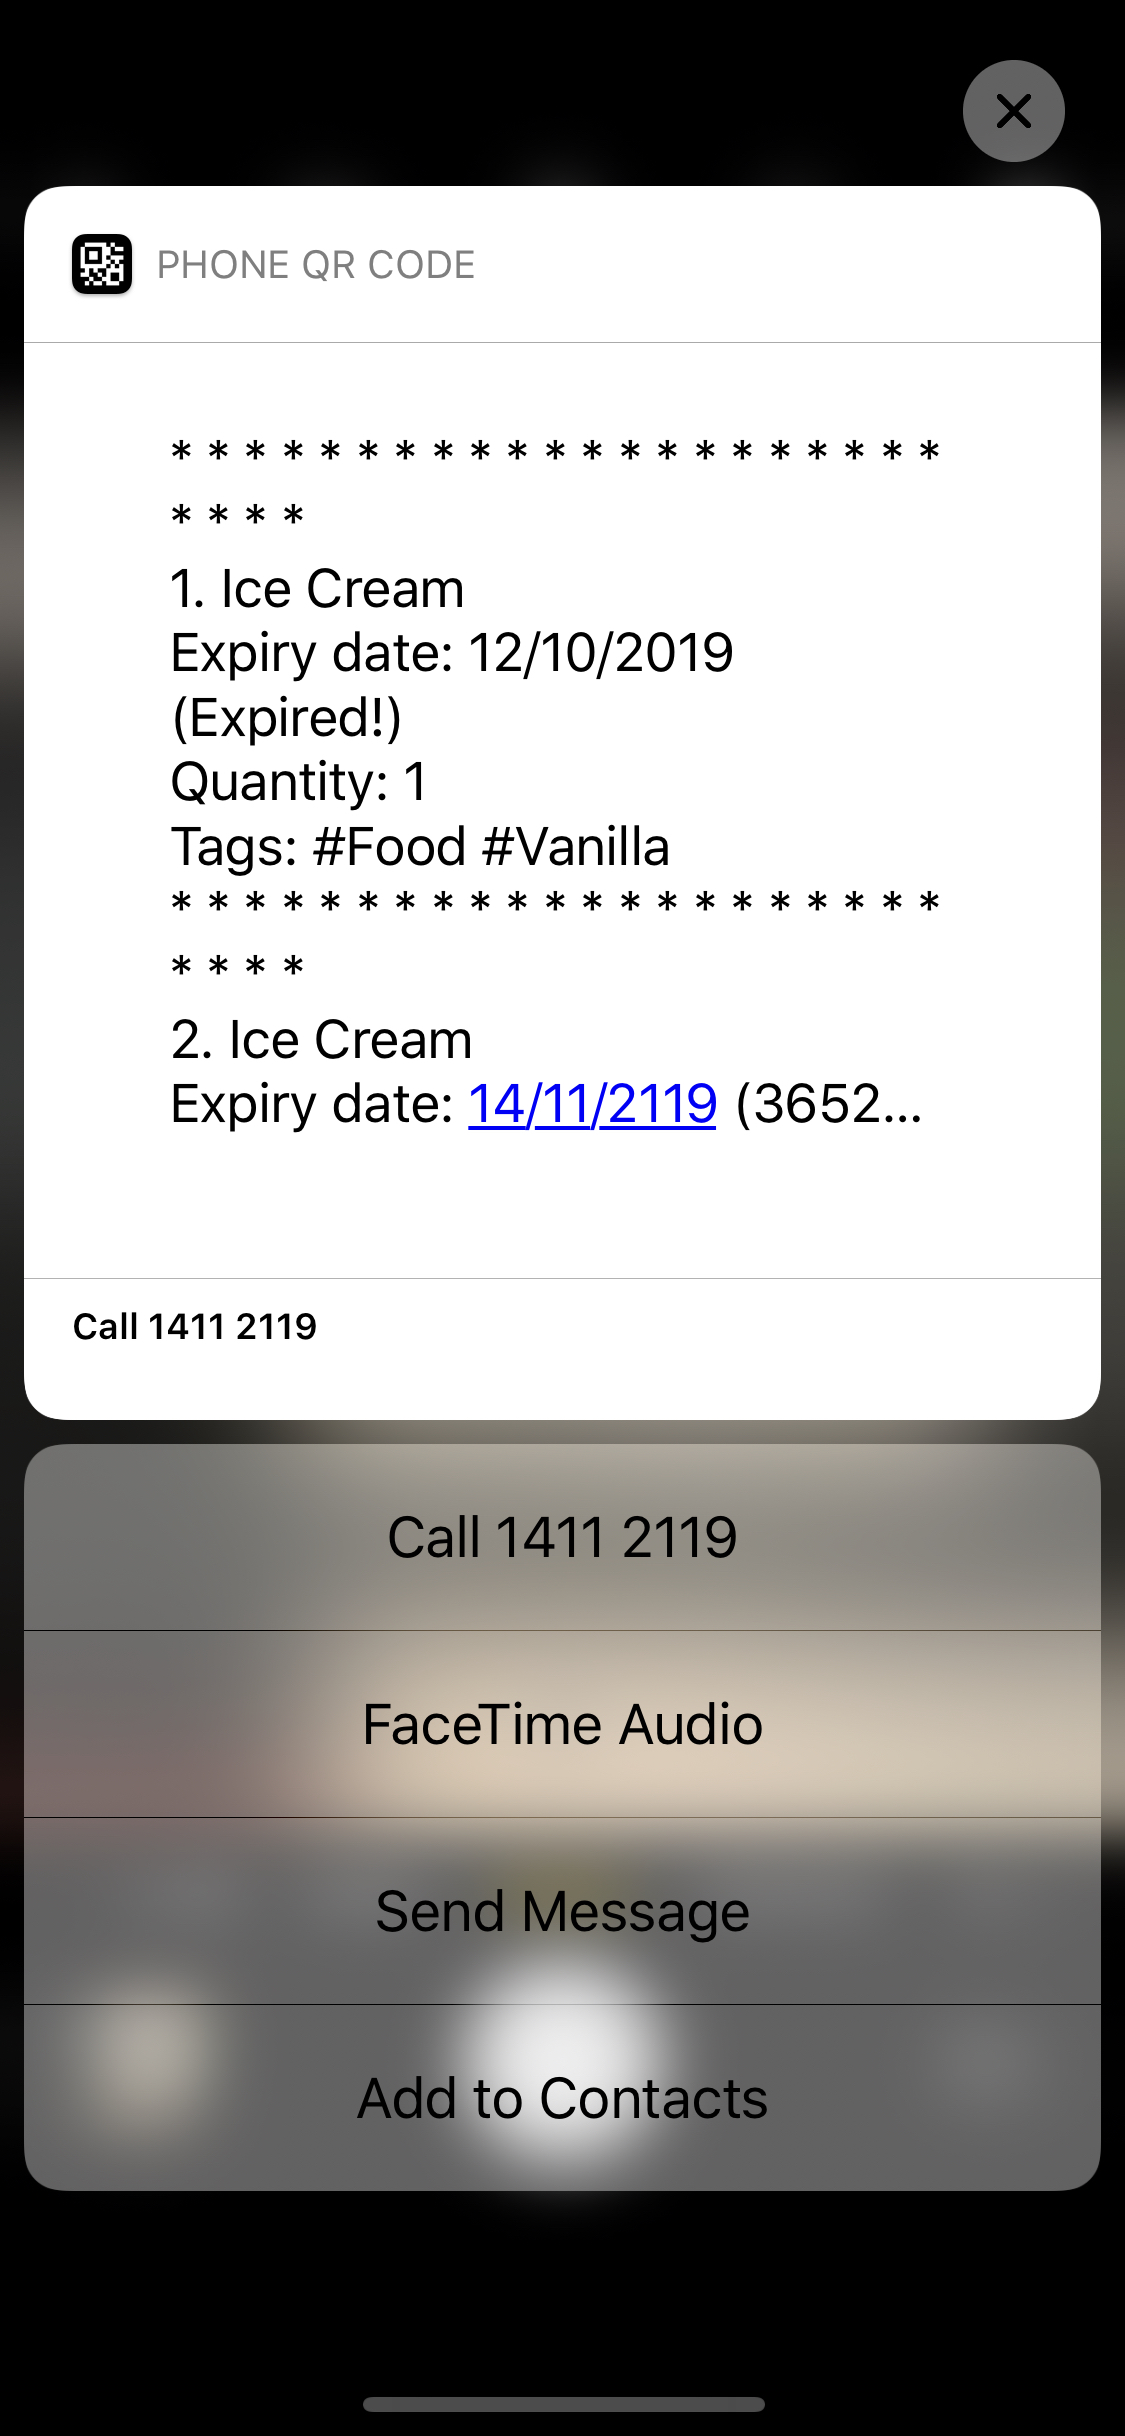 PHONE QR CODE
* * * * * * * * * * * * * * * * * * * * *
* * * *
1. Ice Cream
Expiry date: 12/10/2019
(Expired!)
Quantity: 1
Tags: #Food #Vanilla
* * * * * * * * * * * * * * * * * * * * *
* * * *
2. Ice Cream
Expiry date: 14/11/2119 (3652...
Call 1411 2119
Call 1411 2119
FaceTime Audio
Send Message
Add to Contacts